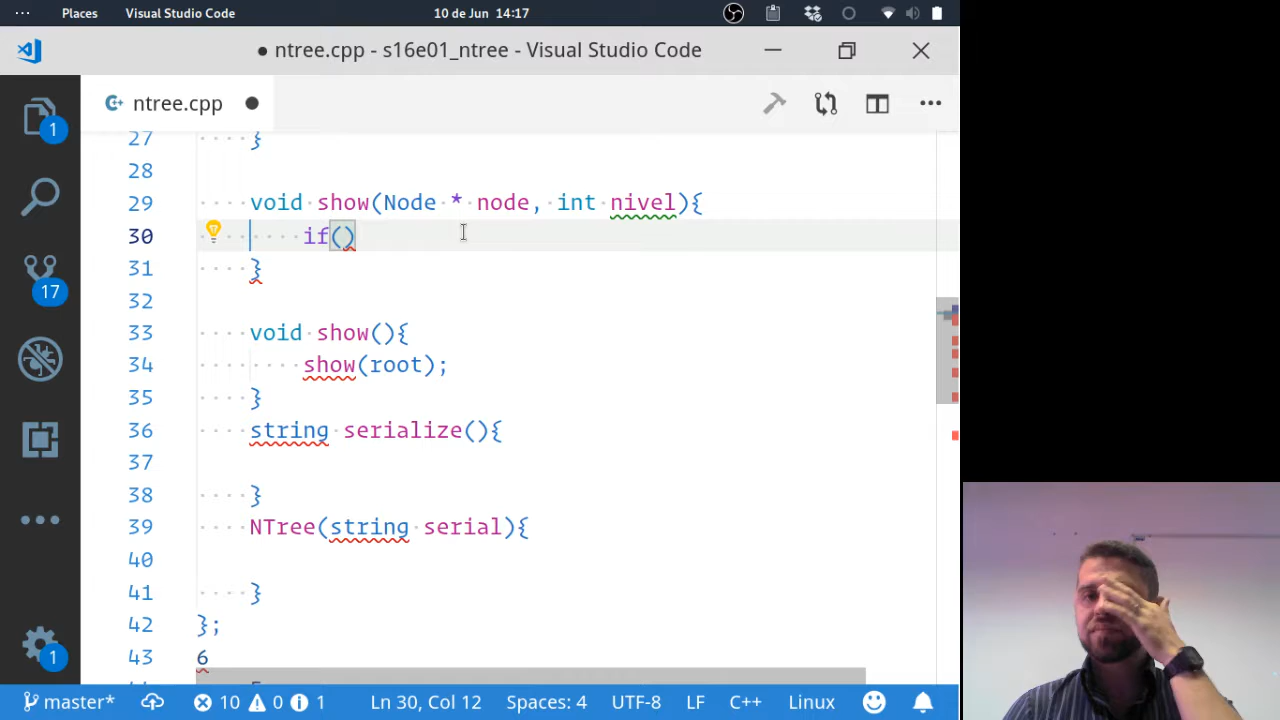 Places Visual Studio Code 10 de Jun 14:17
● ntree.cpp - s16e01_ntree - Visual Studio Code
ntree.cpp
1
17
1
27 }
28
29 void show(Node * node, int nivel){
30 if()
31 }
32
33 void show(){
34 show(root);
35 }
36 string serialize(){
37
38 }
39 NTree(string serial){
40
41 }
42 };
43 6
master* 10 0 1 Ln 30, Col 12 Spaces: 4 UTF-8 LF C++ Linux